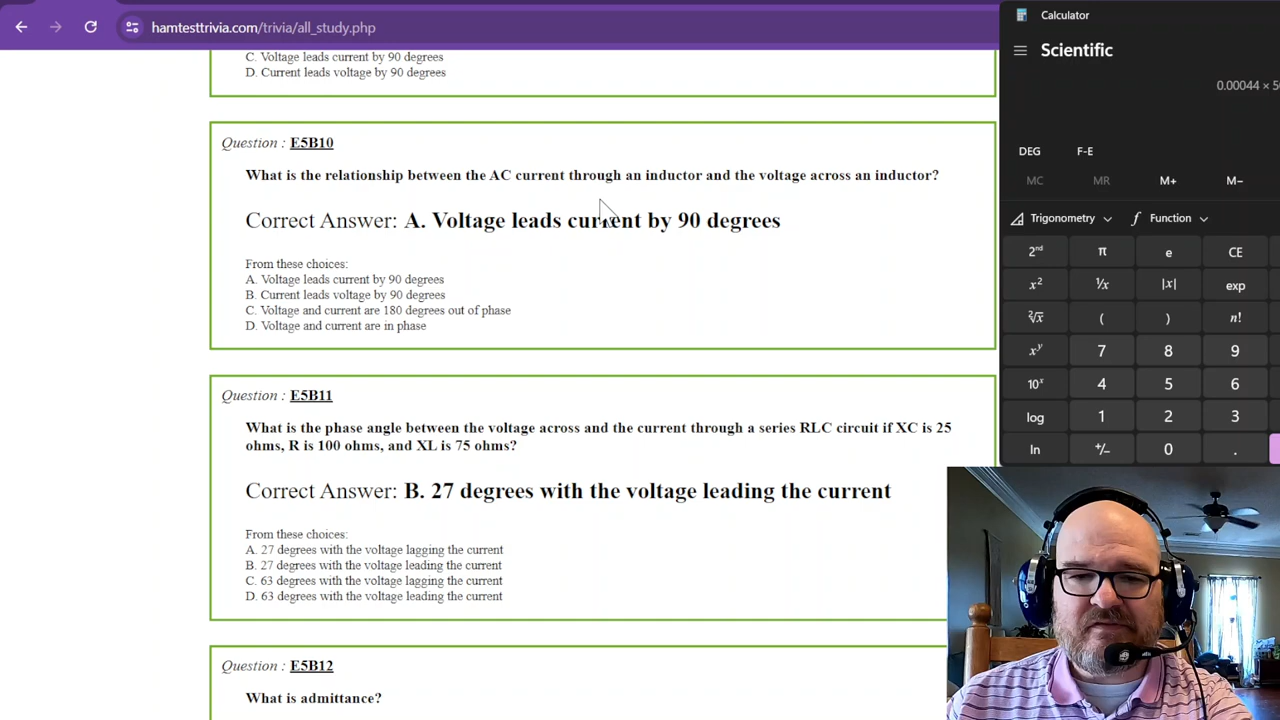 hamtesttrivia.com/trivia/all_study.php
Calculator
C. Voltage leads current by 90 degrees
D. Current leads voltage by 90 degrees
Scientific
0.00044 × 5
Question : E5B10
What is the relationship between the AC current through an inductor and the voltage across an inductor?
Correct Answer: A. Voltage leads current by 90 degrees
From these choices:
A. Voltage leads current by 90 degrees
B. Current leads voltage by 90 degrees
C. Voltage and current are 180 degrees out of phase
D. Voltage and current are in phase
DEG F-E
MC MR M+ M−
Trigonometry Function
2nd π e CE
x² ¹/x |x| exp
²√x ( ) n!
xʸ 7 8 9
10ˣ 4 5 6
log 1 2 3
ln +/− 0 .
Question : E5B11
What is the phase angle between the voltage across and the current through a series RLC circuit if XC is 25
ohms, R is 100 ohms, and XL is 75 ohms?
Correct Answer: B. 27 degrees with the voltage leading the current
From these choices:
A. 27 degrees with the voltage lagging the current
B. 27 degrees with the voltage leading the current
C. 63 degrees with the voltage lagging the current
D. 63 degrees with the voltage leading the current
Question : E5B12
What is admittance?